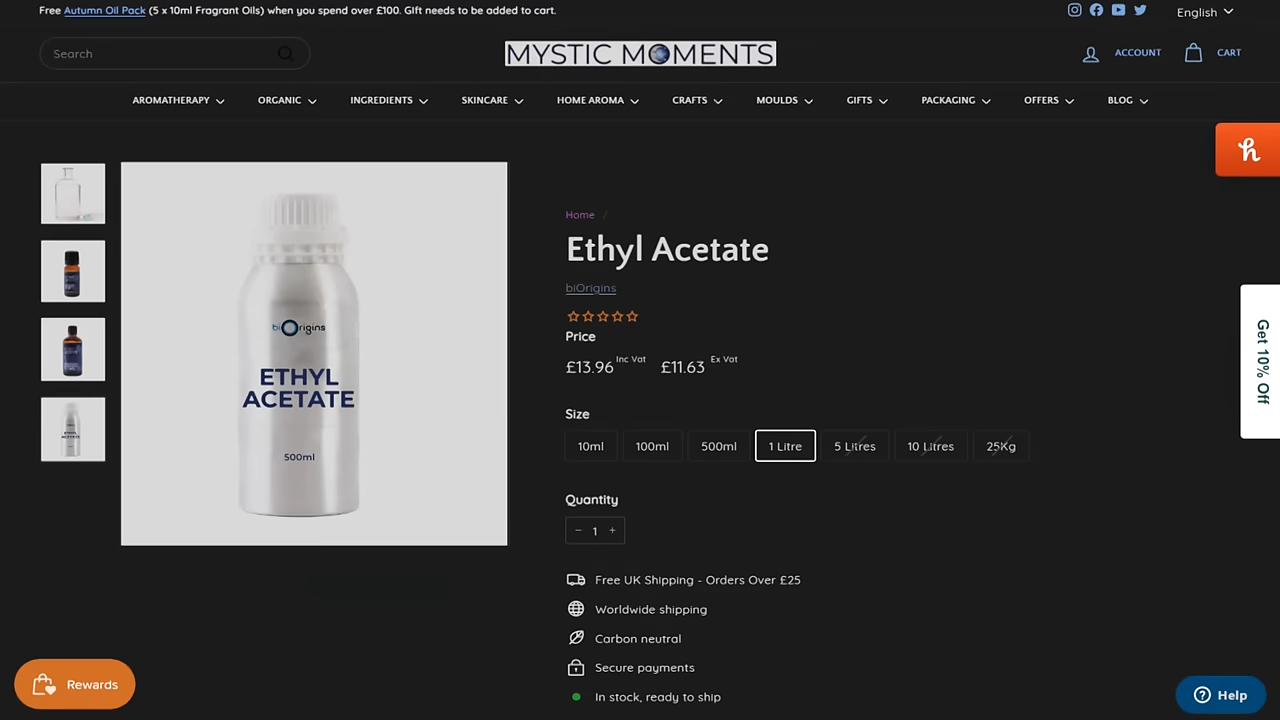 Free Autumn Oil Pack (5 x 10ml Fragrant Oils) when you spend over £100. Gift needs to be added to cart.
English
Search
MYSTIC MOMENTS
ACCOUNT
CART
AROMATHERAPY
ORGANIC
INGREDIENTS
SKINCARE
HOME AROMA
CRAFTS
MOULDS
GIFTS
PACKAGING
OFFERS
BLOG
h
Home /
Ethyl Acetate
biOrigins
biOrigins
ETHYL
ACETATE
500ml
Price
£13.96 Inc Vat £11.63 Ex Vat
Size
10ml
100ml
500ml
1 Litre
5 Litres
10 Litres
25Kg
Get 10% Off
Quantity
− 1 +
Free UK Shipping - Orders Over £25
Worldwide shipping
Carbon neutral
Secure payments
In stock, ready to ship
Rewards
Help